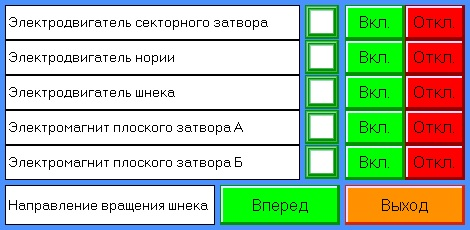 Электродвигатель секторного затвора Вкл. Откл.
Электродвигатель нории Вкл. Откл.
Электродвигатель шнека Вкл. Откл.
Электромагнит плоского затвора А Вкл. Откл.
Электромагнит плоского затвора Б Вкл. Откл.
Направление вращения шнека Вперед Выход